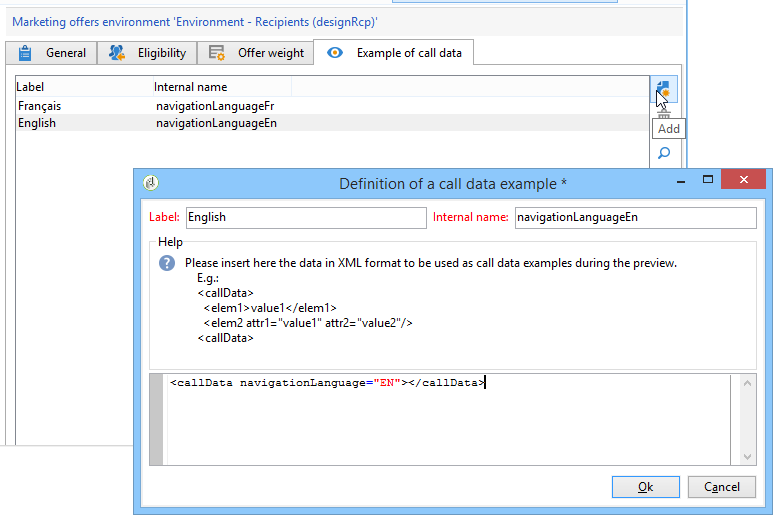 Marketing offers environment 'Environment - Recipients (designRcp)'
General Eligibility Offer weight Example of call data
Label Internal name
Français navigationLanguageFr
English navigationLanguageEn
Add
Definition of a call data example *
Label: English Internal name: navigationLanguageEn
Help
Please insert here the data in XML format to be used as call data examples during the preview.
E.g.:
<callData>
<elem1>value1</elem1>
<elem2 attr1="value1" attr2="value2"/>
<callData>
<callData navigationLanguage="EN"></callData>
Ok Cancel